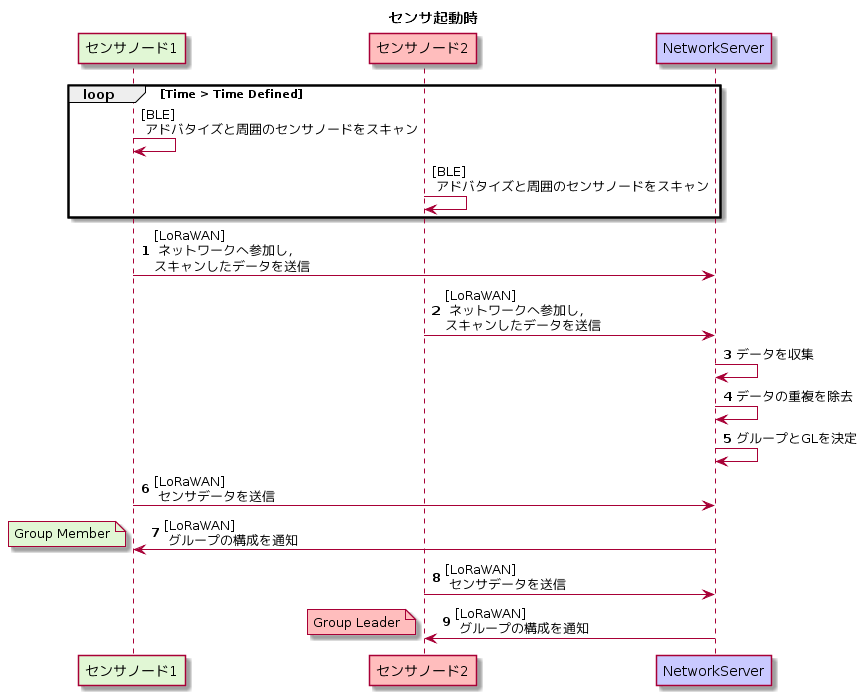 センサ起動時
センサノード1
センサノード2
NetworkServer
loop
[Time > Time Defined]
[BLE]
アドバタイズと周囲のセンサノードをスキャン
[BLE]
アドバタイズと周囲のセンサノードをスキャン
[LoRaWAN]
1 ネットワークへ参加し,
スキャンしたデータを送信
[LoRaWAN]
2 ネットワークへ参加し,
スキャンしたデータを送信
3 データを収集
4 データの重複を除去
5 グループとGLを決定
6 [LoRaWAN]
センサデータを送信
Group Member
7 [LoRaWAN]
グループの構成を通知
8 [LoRaWAN]
センサデータを送信
Group Leader
9 [LoRaWAN]
グループの構成を通知
センサノード1
センサノード2
NetworkServer